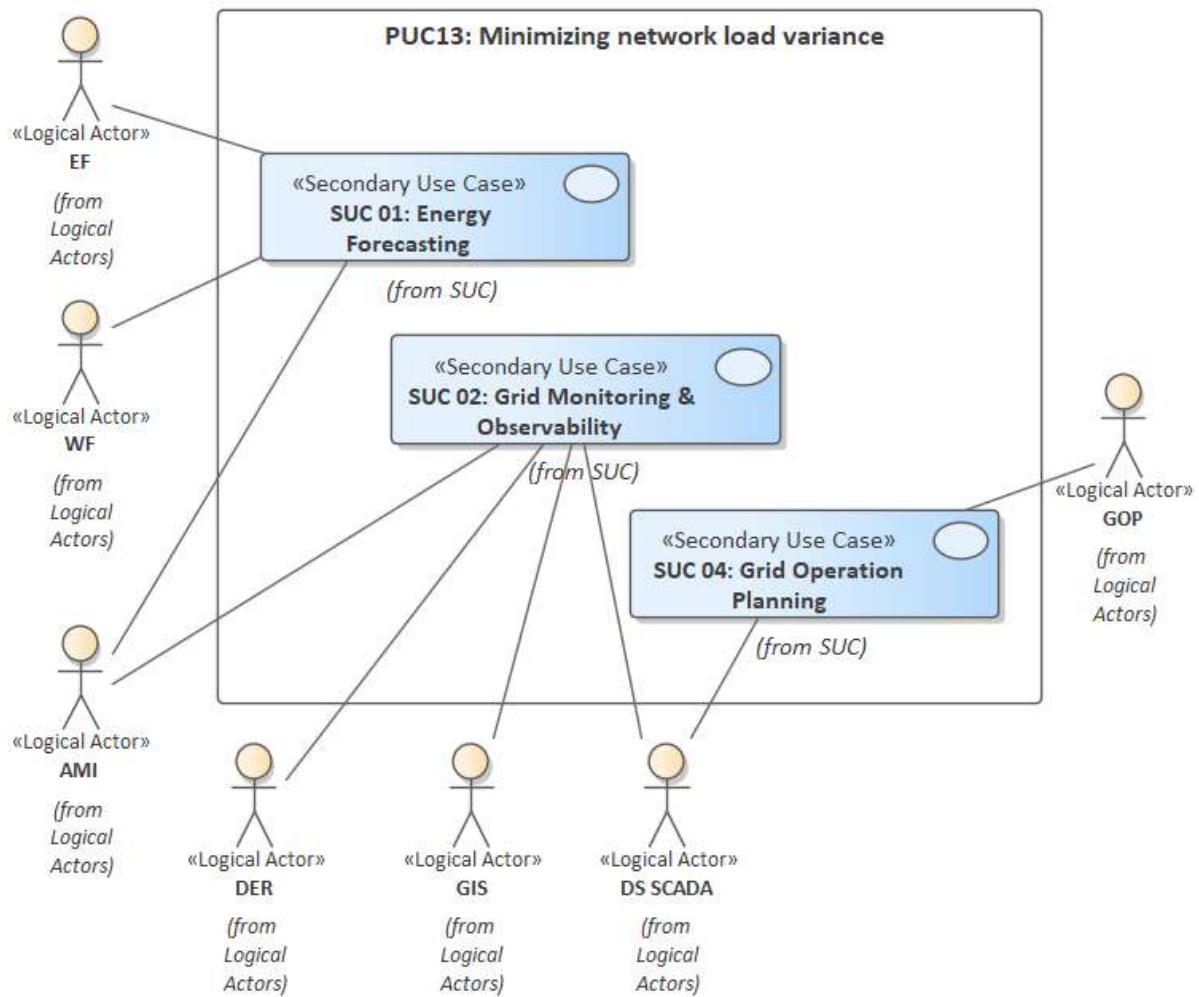 PUC13: Minimizing network load variance
«Logical Actor»
EF
(from
Logical
Actors)
«Secondary Use Case»
SUC 01: Energy
Forecasting
(from SUC)
«Logical Actor»
WF
(from
Logical
Actors)
«Secondary Use Case»
SUC 02: Grid Monitoring &
Observability
(from SUC)
«Logical Actor»
GOP
(from
Logical
Actors)
«Secondary Use Case»
SUC 04: Grid Operation
Planning
(from SUC)
«Logical Actor»
AMI
(from
Logical
Actors)
«Logical Actor»
DER
(from
Logical
Actors)
«Logical Actor»
GIS
(from
Logical
Actors)
«Logical Actor»
DS SCADA
(from
Logical
Actors)